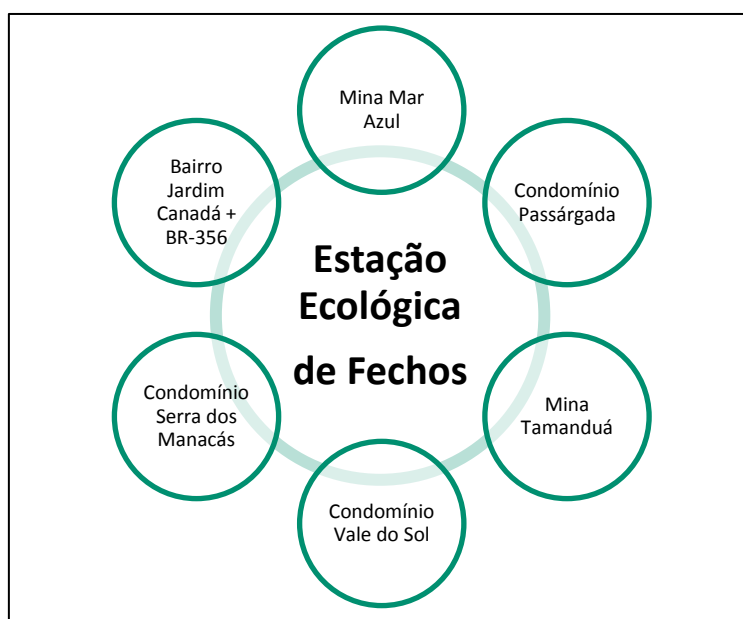 Mina Mar
Azul
Condomínio
Passárgada
Mina
Tamanduá
Condomínio
Vale do Sol
Condomínio
Serra dos
Manacás
Bairro
Jardim
Canadá +
BR-356
Estação
Ecológica
de Fechos